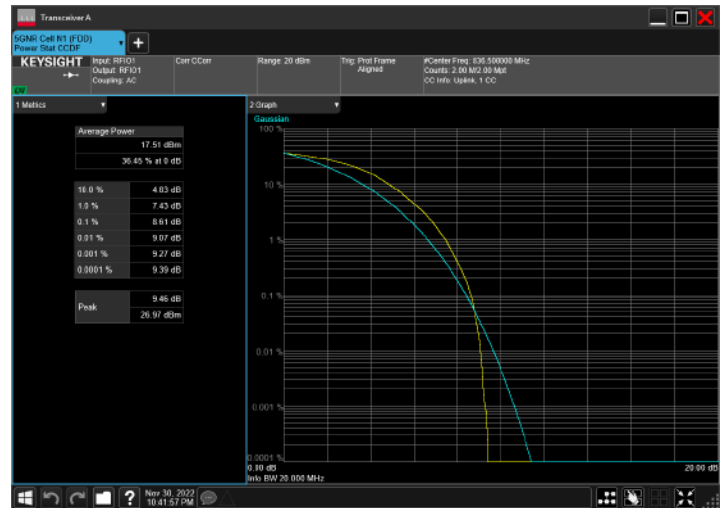 Transceiver A
5GNR Cell N1 (FDD)
Power Stat CCDF
KEYSIGHT
Input: RFIO1
Output: RFIO1
Coupling: AC
Corr CCorr
Range: 20 dBm
Trig: Prot Frame
Aligned
#Center Freq: 836.500000 MHz
Counts: 2.00 M/2.00 Mpt
CC Info: Uplink, 1 CC
1 Metrics
Average Power
17.51 dBm
36.45 % at 0 dB
10.0 % 4.83 dB
1.0 % 7.43 dB
0.1 % 8.61 dB
0.01 % 9.07 dB
0.001 % 9.27 dB
0.0001 % 9.39 dB
Peak
9.46 dB
26.97 dBm
2 Graph
Gaussian
100 %
10 %
1 %
0.1 %
0.01 %
0.001 %
0.0001 %
0.00 dB
20.00 dB
Info BW 20.000 MHz
?
Nov 30, 2022
10:41:57 PM